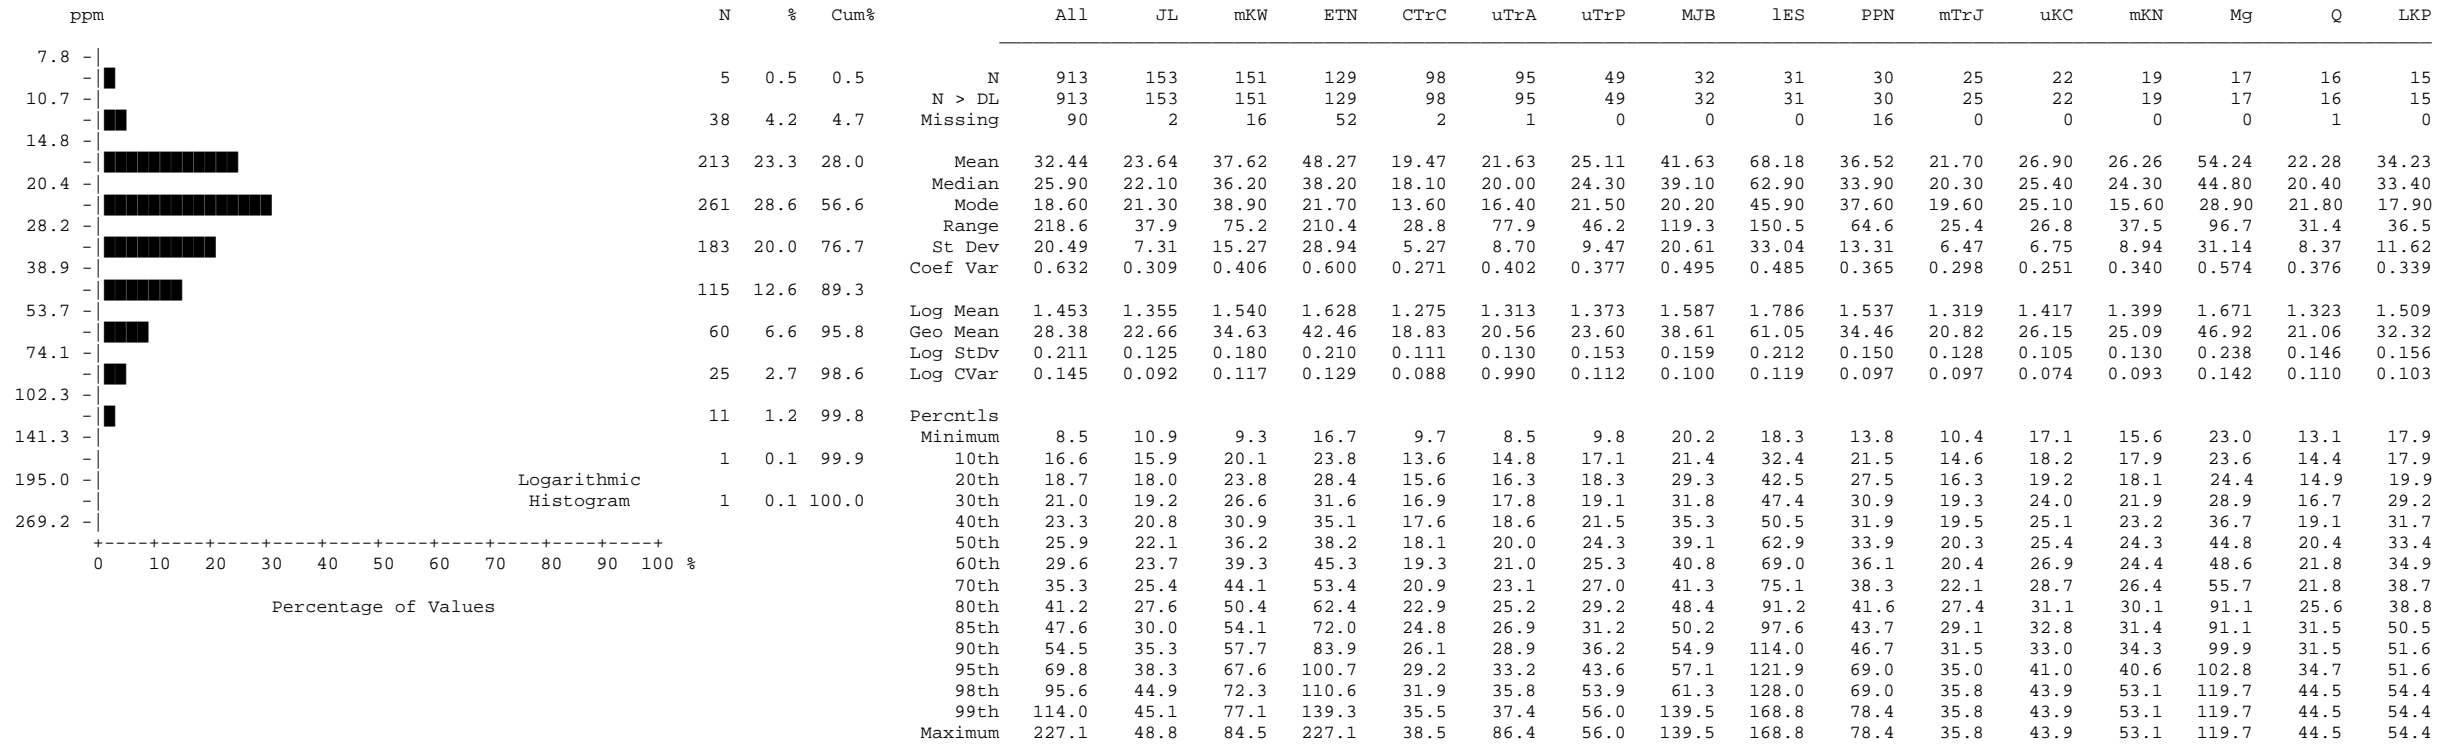 ppm N % Cum% All JL mKW ETN CTrC uTrA uTrP MJB lES PPN mTrJ uKC mKN Mg Q LKP
7.8 -|
-| 5 0.5 0.5 N 913 153 151 129 98 95 49 32 31 30 25 22 19 17 16 15
10.7 -| N > DL 913 153 151 129 98 95 49 32 31 30 25 22 19 17 16 15
-| 38 4.2 4.7 Missing 90 2 16 52 2 1 0 0 0 16 0 0 0 0 1 0
14.8 -|
-| 213 23.3 28.0 Mean 32.44 23.64 37.62 48.27 19.47 21.63 25.11 41.63 68.18 36.52 21.70 26.90 26.26 54.24 22.28 34.23
20.4 -| Median 25.90 22.10 36.20 38.20 18.10 20.00 24.30 39.10 62.90 33.90 20.30 25.40 24.30 44.80 20.40 33.40
-| 261 28.6 56.6 Mode 18.60 21.30 38.90 21.70 13.60 16.40 21.50 20.20 45.90 37.60 19.60 25.10 15.60 28.90 21.80 17.90
28.2 -| Range 218.6 37.9 75.2 210.4 28.8 77.9 46.2 119.3 150.5 64.6 25.4 26.8 37.5 96.7 31.4 36.5
-| 183 20.0 76.7 St Dev 20.49 7.31 15.27 28.94 5.27 8.70 9.47 20.61 33.04 13.31 6.47 6.75 8.94 31.14 8.37 11.62
38.9 -| Coef Var 0.632 0.309 0.406 0.600 0.271 0.402 0.377 0.495 0.485 0.365 0.298 0.251 0.340 0.574 0.376 0.339
-| 115 12.6 89.3
53.7 -| Log Mean 1.453 1.355 1.540 1.628 1.275 1.313 1.373 1.587 1.786 1.537 1.319 1.417 1.399 1.671 1.323 1.509
-| 60 6.6 95.8 Geo Mean 28.38 22.66 34.63 42.46 18.83 20.56 23.60 38.61 61.05 34.46 20.82 26.15 25.09 46.92 21.06 32.32
74.1 -| Log StDv 0.211 0.125 0.180 0.210 0.111 0.130 0.153 0.159 0.212 0.150 0.128 0.105 0.130 0.238 0.146 0.156
-| 25 2.7 98.6 Log CVar 0.145 0.092 0.117 0.129 0.088 0.990 0.112 0.100 0.119 0.097 0.097 0.074 0.093 0.142 0.110 0.103
102.3 -|
-| 11 1.2 99.8 Percntls
141.3 -| Minimum 8.5 10.9 9.3 16.7 9.7 8.5 9.8 20.2 18.3 13.8 10.4 17.1 15.6 23.0 13.1 17.9
-| 1 0.1 99.9 10th 16.6 15.9 20.1 23.8 13.6 14.8 17.1 21.4 32.4 21.5 14.6 18.2 17.9 23.6 14.4 17.9
195.0 -| Logarithmic 20th 18.7 18.0 23.8 28.4 15.6 16.3 18.3 29.3 42.5 27.5 16.3 19.2 18.1 24.4 14.9 19.9
-| Histogram 1 0.1 100.0 30th 21.0 19.2 26.6 31.6 16.9 17.8 19.1 31.8 47.4 30.9 19.3 24.0 21.9 28.9 16.7 29.2
269.2 -| 40th 23.3 20.8 30.9 35.1 17.6 18.6 21.5 35.3 50.5 31.9 19.5 25.1 23.2 36.7 19.1 31.7
+----+----+----+----+----+----+----+----+----+----+ 50th 25.9 22.1 36.2 38.2 18.1 20.0 24.3 39.1 62.9 33.9 20.3 25.4 24.3 44.8 20.4 33.4
0 10 20 30 40 50 60 70 80 90 100 % 60th 29.6 23.7 39.3 45.3 19.3 21.0 25.3 40.8 69.0 36.1 20.4 26.9 24.4 48.6 21.8 34.9
70th 35.3 25.4 44.1 53.4 20.9 23.1 27.0 41.3 75.1 38.3 22.1 28.7 26.4 55.7 21.8 38.7
Percentage of Values 80th 41.2 27.6 50.4 62.4 22.9 25.2 29.2 48.4 91.2 41.6 27.4 31.1 30.1 91.1 25.6 38.8
85th 47.6 30.0 54.1 72.0 24.8 26.9 31.2 50.2 97.6 43.7 29.1 32.8 31.4 91.1 31.5 50.5
90th 54.5 35.3 57.7 83.9 26.1 28.9 36.2 54.9 114.0 46.7 31.5 33.0 34.3 99.9 31.5 51.6
95th 69.8 38.3 67.6 100.7 29.2 33.2 43.6 57.1 121.9 69.0 35.0 41.0 40.6 102.8 34.7 51.6
98th 95.6 44.9 72.3 110.6 31.9 35.8 53.9 61.3 128.0 69.0 35.8 43.9 53.1 119.7 44.5 54.4
99th 114.0 45.1 77.1 139.3 35.5 37.4 56.0 139.5 168.8 78.4 35.8 43.9 53.1 119.7 44.5 54.4
Maximum 227.1 48.8 84.5 227.1 38.5 86.4 56.0 139.5 168.8 78.4 35.8 43.9 53.1 119.7 44.5 54.4